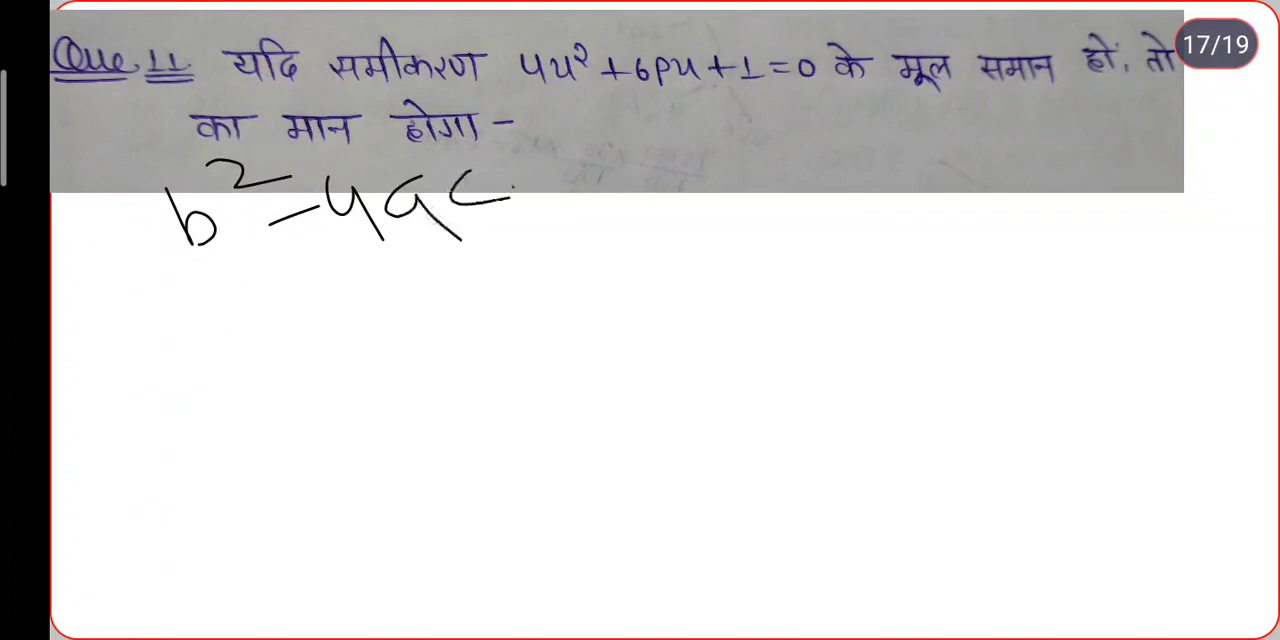 Que. 11 यदि समीकरण 4x² + 6px + 1 = 0 के मूल समान हो, तो
का मान होगा -
b² - 4ac
17/19